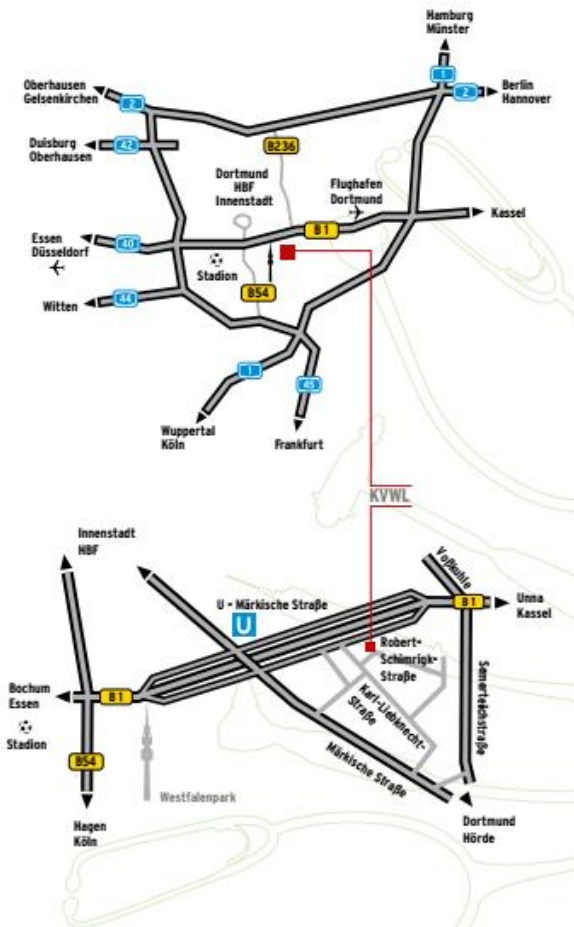 Hamburg
Münster
1
Oberhausen
Gelsenkirchen
2
2
Berlin
Hannover
Duisburg
Oberhausen
42
B236
Dortmund
HBF
Innenstadt
Flughafen
Dortmund
Kassel
B 1
Essen
Düsseldorf
40
Stadion
Witten
44
B54
1
45
Wuppertal
Köln
Frankfurt
KVWL
Innenstadt
HBF
Voßkuhle
U - Märkische Straße
U
B 1
Unna
Kassel
Robert-
Schimrigk-
Straße
Bochum
Essen
B 1
Karl-Liebknecht-
Straße
Semerteichstraße
Stadion
B54
Märkische Straße
Westfalenpark
Hagen
Köln
Dortmund
Hörde